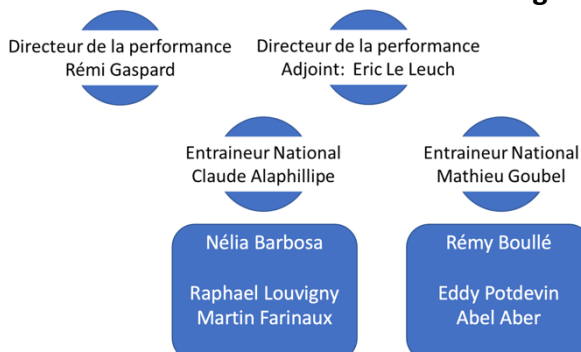 Directeur de la performance
Rémi Gaspard
Directeur de la performance
Adjoint: Eric Le Leuch
Entraineur National
Claude Alaphillipe
Entraineur National
Mathieu Goubel
Nélia Barbosa
Raphael Louvigny
Martin Farinaux
Rémy Boullé
Eddy Potdevin
Abel Aber